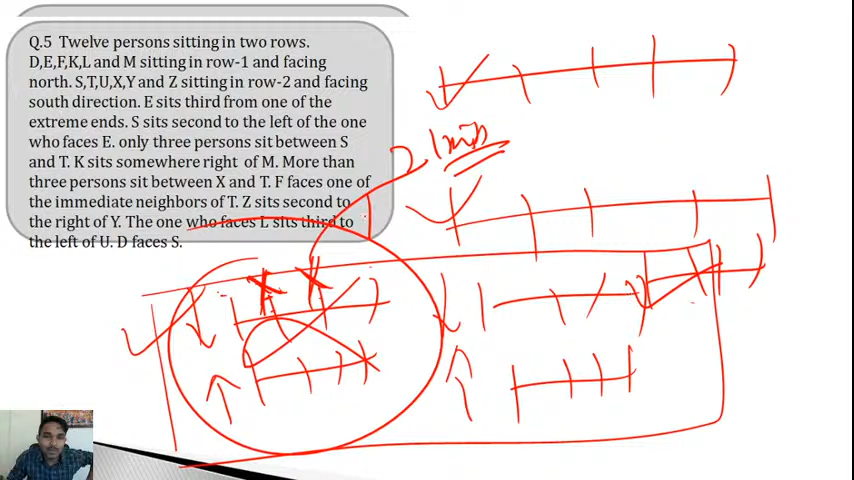 Q.5 Twelve persons sitting in two rows.
D,E,F,K,L and M sitting in row-1 and facing
north. S,T,U,X,Y and Z sitting in row-2 and facing
south direction. E sits third from one of the
extreme ends. S sits second to the left of the one
who faces E. only three persons sit between S
and T. K sits somewhere right of M. More than
three persons sit between X and T. F faces one of
the immediate neighbors of T. Z sits second to
the right of Y. The one who faces L sits third to
the left of U. D faces S.